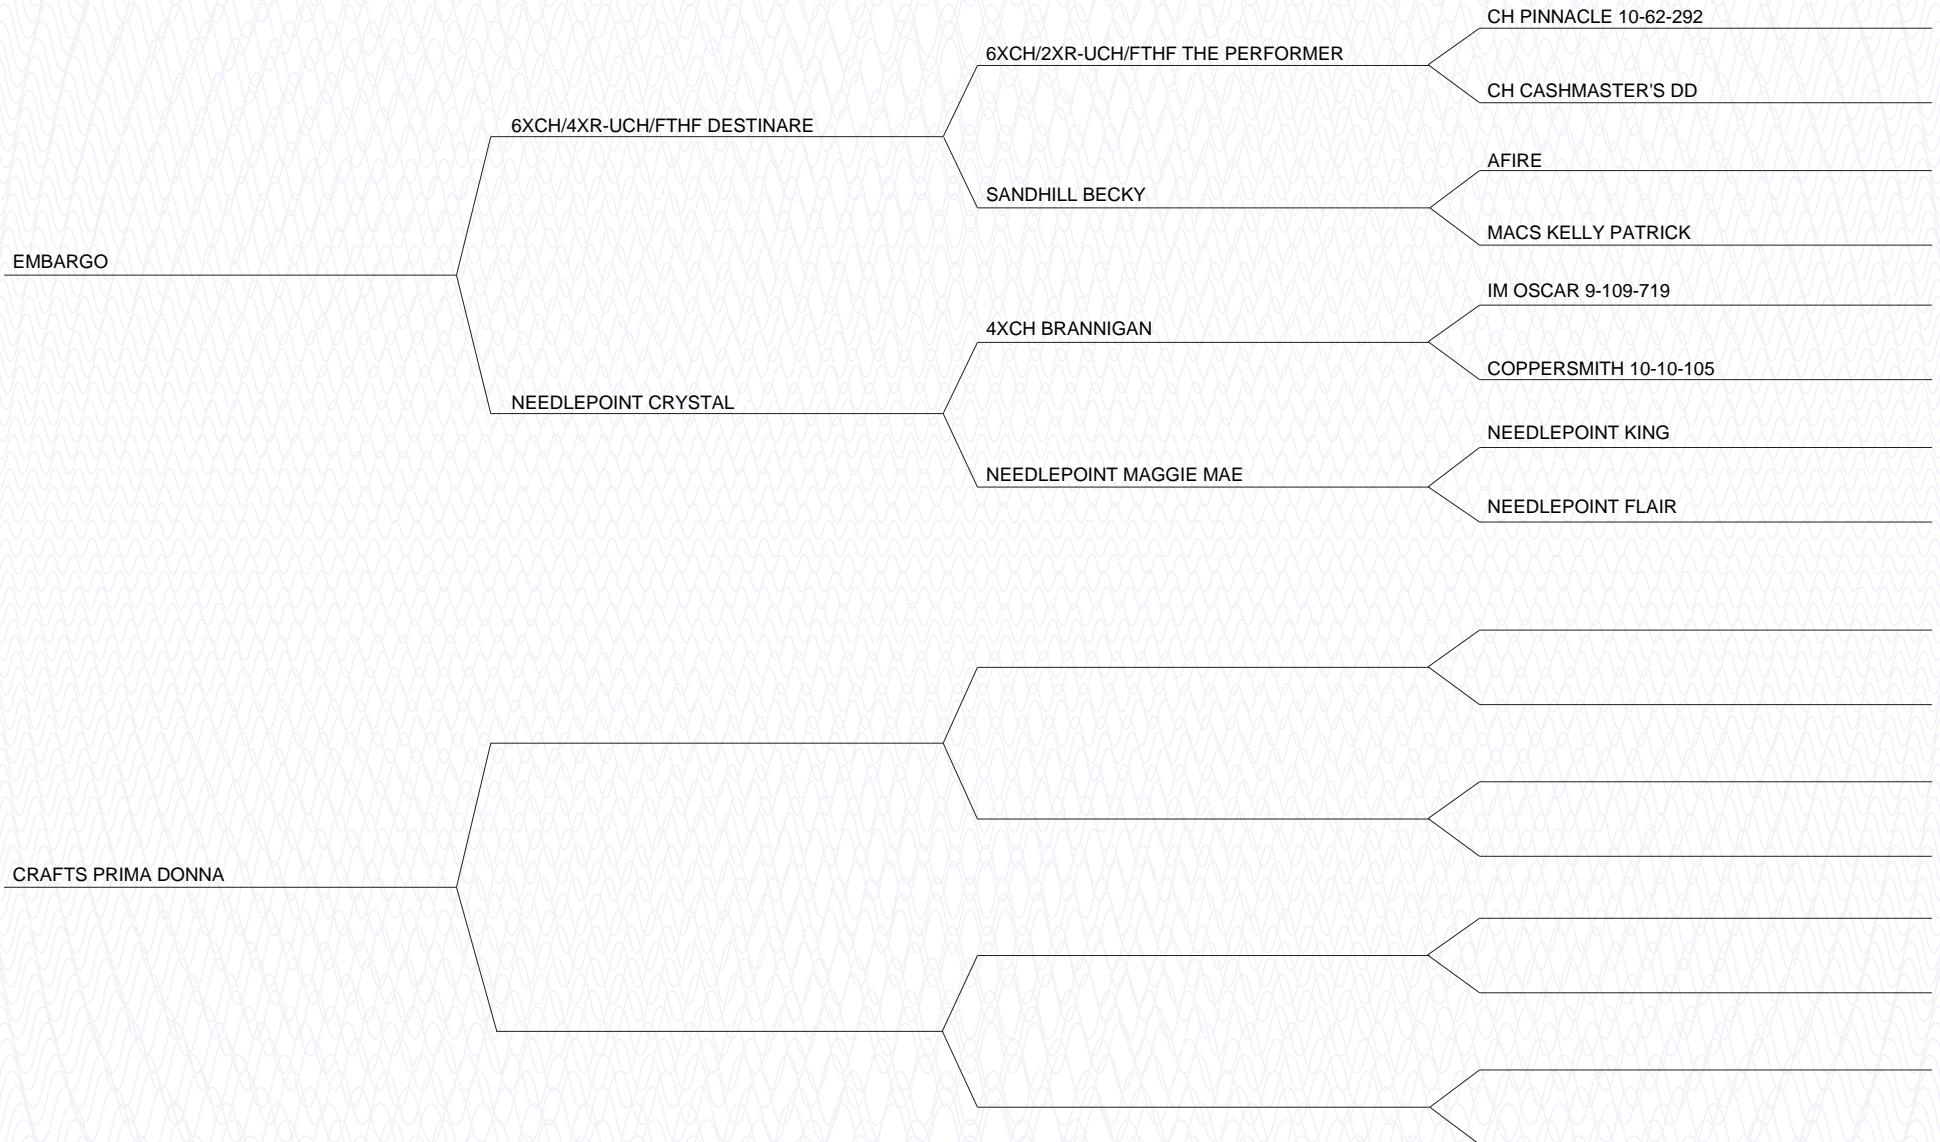 CH PINNACLE 10-62-292
6XCH/2XR-UCH/FTHF THE PERFORMER
CH CASHMASTER'S DD
6XCH/4XR-UCH/FTHF DESTINARE
AFIRE
SANDHILL BECKY
MACS KELLY PATRICK
EMBARGO
IM OSCAR 9-109-719
4XCH BRANNIGAN
COPPERSMITH 10-10-105
NEEDLEPOINT CRYSTAL
NEEDLEPOINT KING
NEEDLEPOINT MAGGIE MAE
NEEDLEPOINT FLAIR
CRAFTS PRIMA DONNA